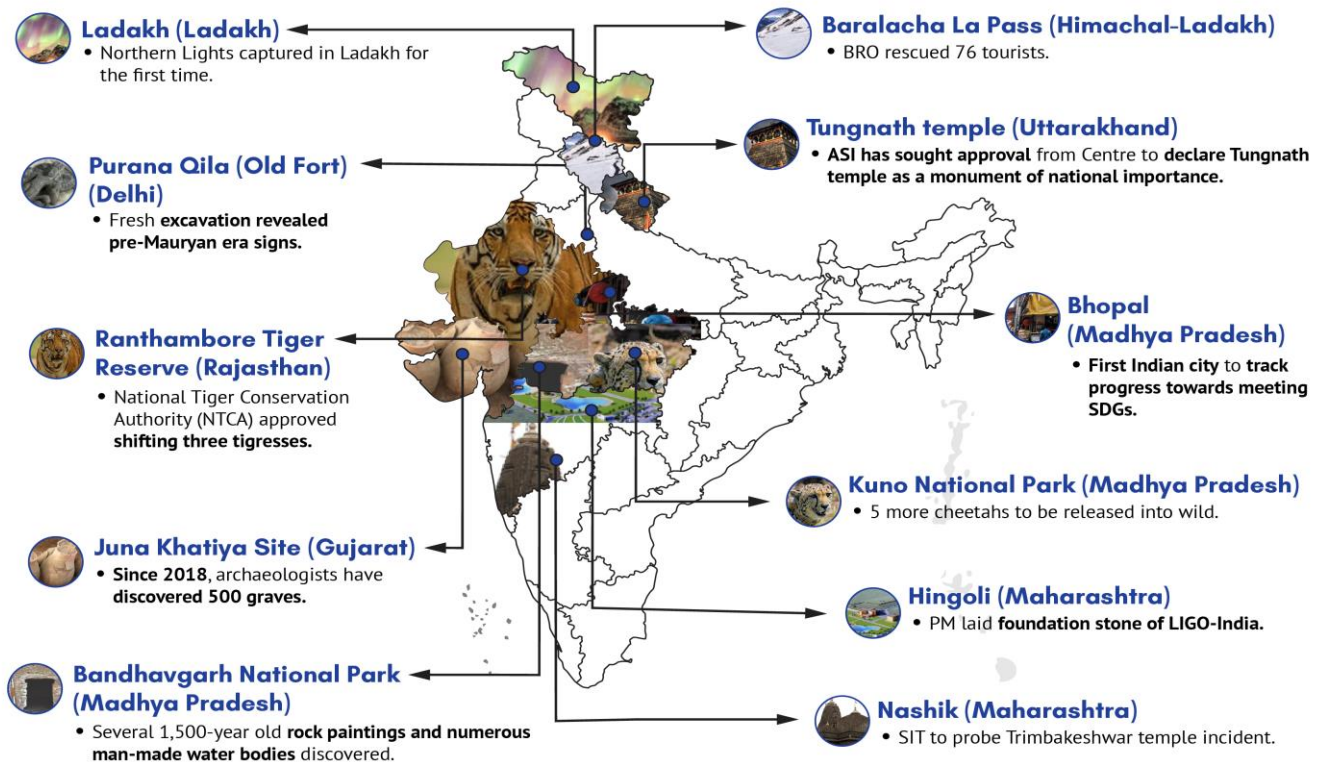 Ladakh (Ladakh)
• Northern Lights captured in Ladakh for
the first time.
Purana Qila (Old Fort)
(Delhi)
• Fresh excavation revealed
pre-Mauryan era signs.
Ranthambore Tiger
Reserve (Rajasthan)
• National Tiger Conservation
Authority (NTCA) approved
shifting three tigresses.
Juna Khatiya Site (Gujarat)
• Since 2018, archaeologists have
discovered 500 graves.
Bandhavgarh National Park
(Madhya Pradesh)
• Several 1,500-year old rock paintings and numerous
man-made water bodies discovered.
Baralacha La Pass (Himachal-Ladakh)
• BRO rescued 76 tourists.
Tungnath temple (Uttarakhand)
• ASI has sought approval from Centre to declare Tungnath
temple as a monument of national importance.
Bhopal
(Madhya Pradesh)
• First Indian city to track
progress towards meeting
SDGs.
Kuno National Park (Madhya Pradesh)
• 5 more cheetahs to be released into wild.
Hingoli (Maharashtra)
• PM laid foundation stone of LIGO-India.
Nashik (Maharashtra)
• SIT to probe Trimbakeshwar temple incident.